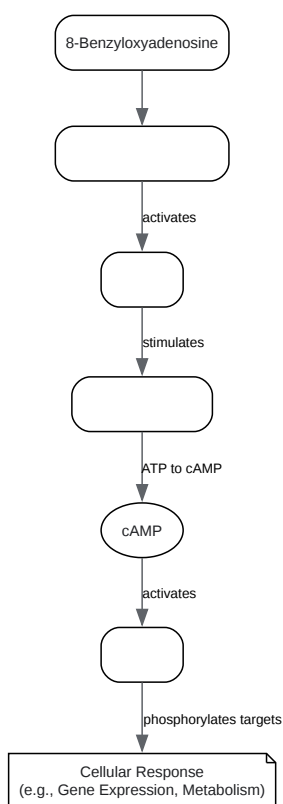 8-Benzyloxyadenosine
activates
stimulates
ATP to cAMP
cAMP
activates
phosphorylates targets
Cellular Response
(e.g., Gene Expression, Metabolism)